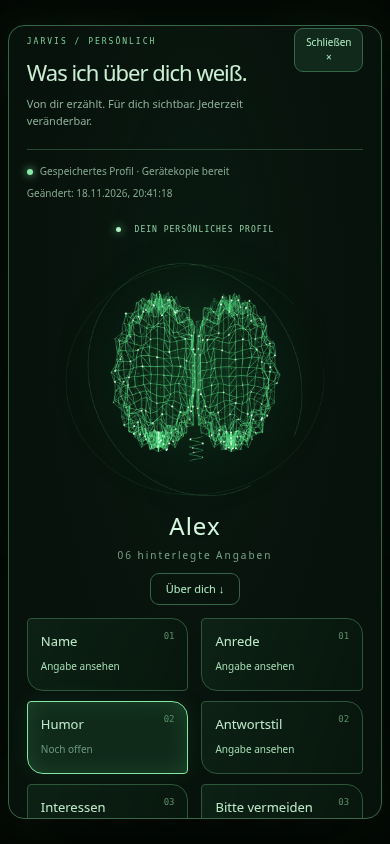 JARVIS / PERSÖNLICH
Schließen
×
Was ich über dich weiß.
Von dir erzählt. Für dich sichtbar. Jederzeit
veränderbar.
Gespeichertes Profil · Gerätekopie bereit
Geändert: 18.11.2026, 20:41:18
DEIN PERSÖNLICHES PROFIL
Alex
06 hinterlegte Angaben
Über dich ↓
Name 01
Angabe ansehen
Anrede 01
Angabe ansehen
Humor 02
Noch offen
Antwortstil 02
Angabe ansehen
Interessen 03
Bitte vermeiden 03